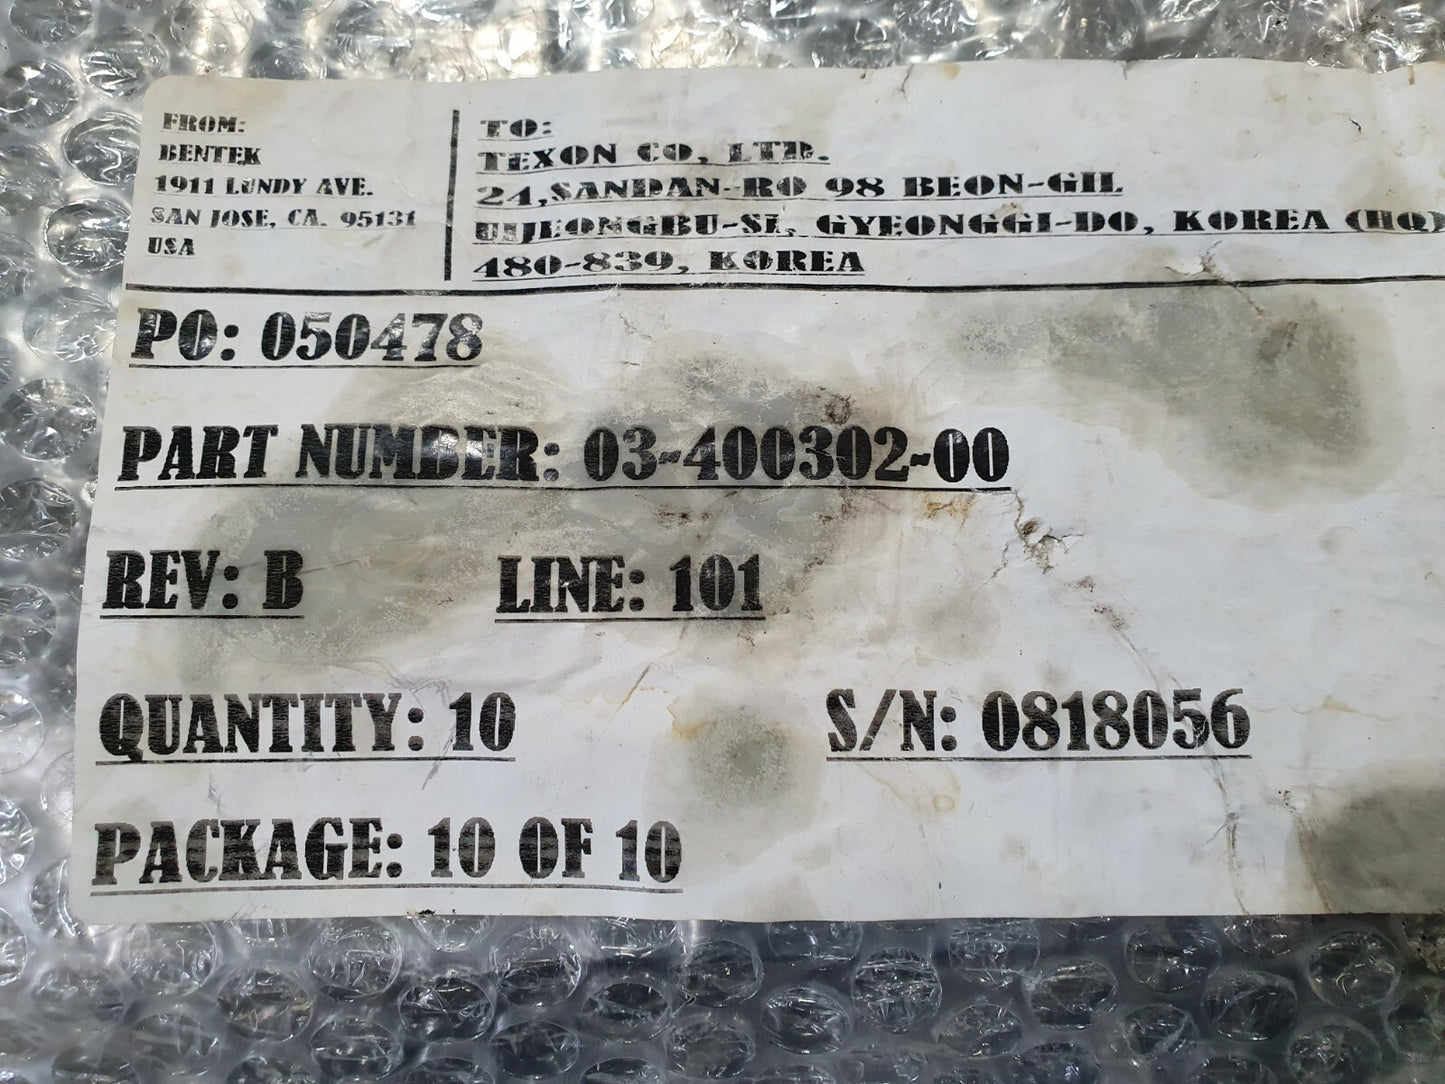 FROM:
BENTEK
1911 LUNDY AVE.
SAN JOSE, CA. 95131
USA
TO:
TEXON CO, LTD.
24,SANDAN-RO 98 BEON-GIL
UIJEONGBU-SI, GYEONGGI-DO, KOREA (HQ)
480-839, KOREA
PO: 050478
PART NUMBER: 03-400302-00
REV: B LINE: 101
QUANTITY: 10 S/N: 0818056
PACKAGE: 10 OF 10